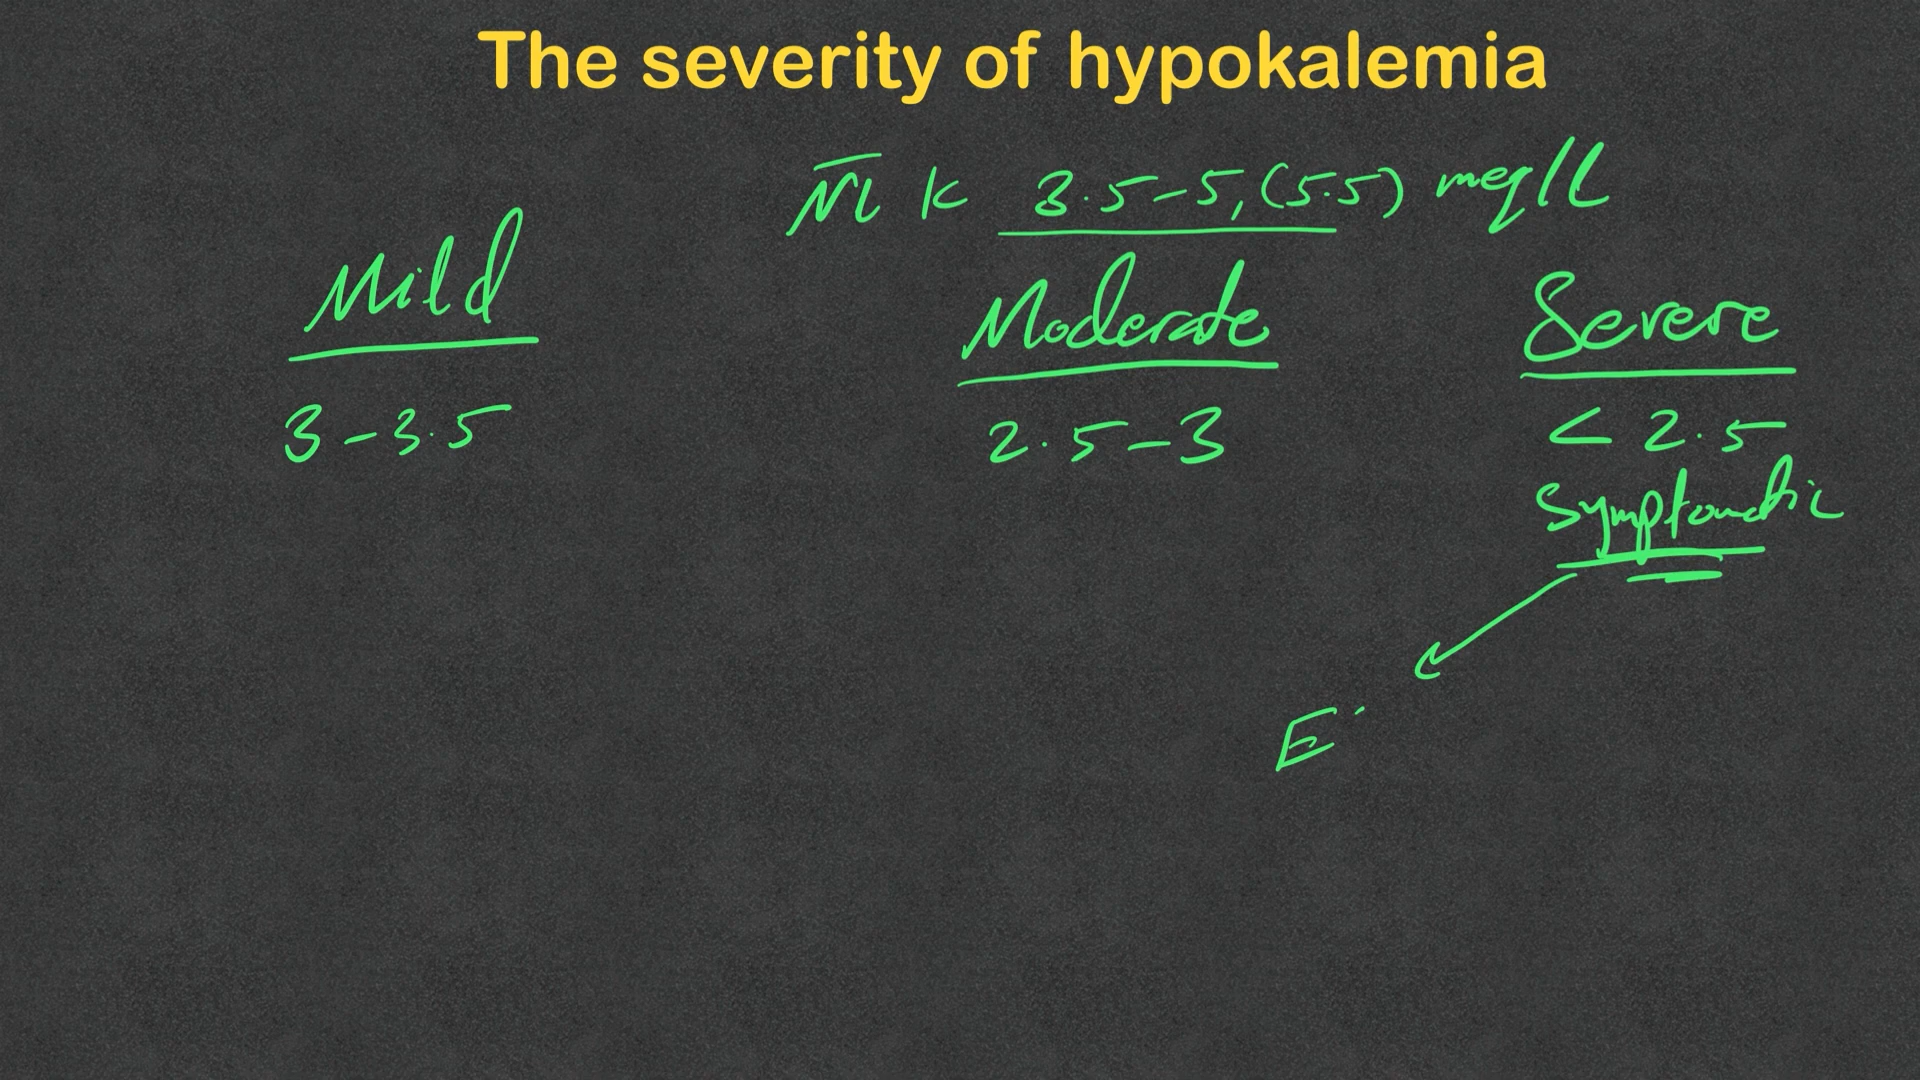 The severity of hypokalemia
NL K 3.5-5,(5.5) meq/L
Mild Moderate Severe
3-3.5 2.5-3 < 2.5
Symptomatic
E